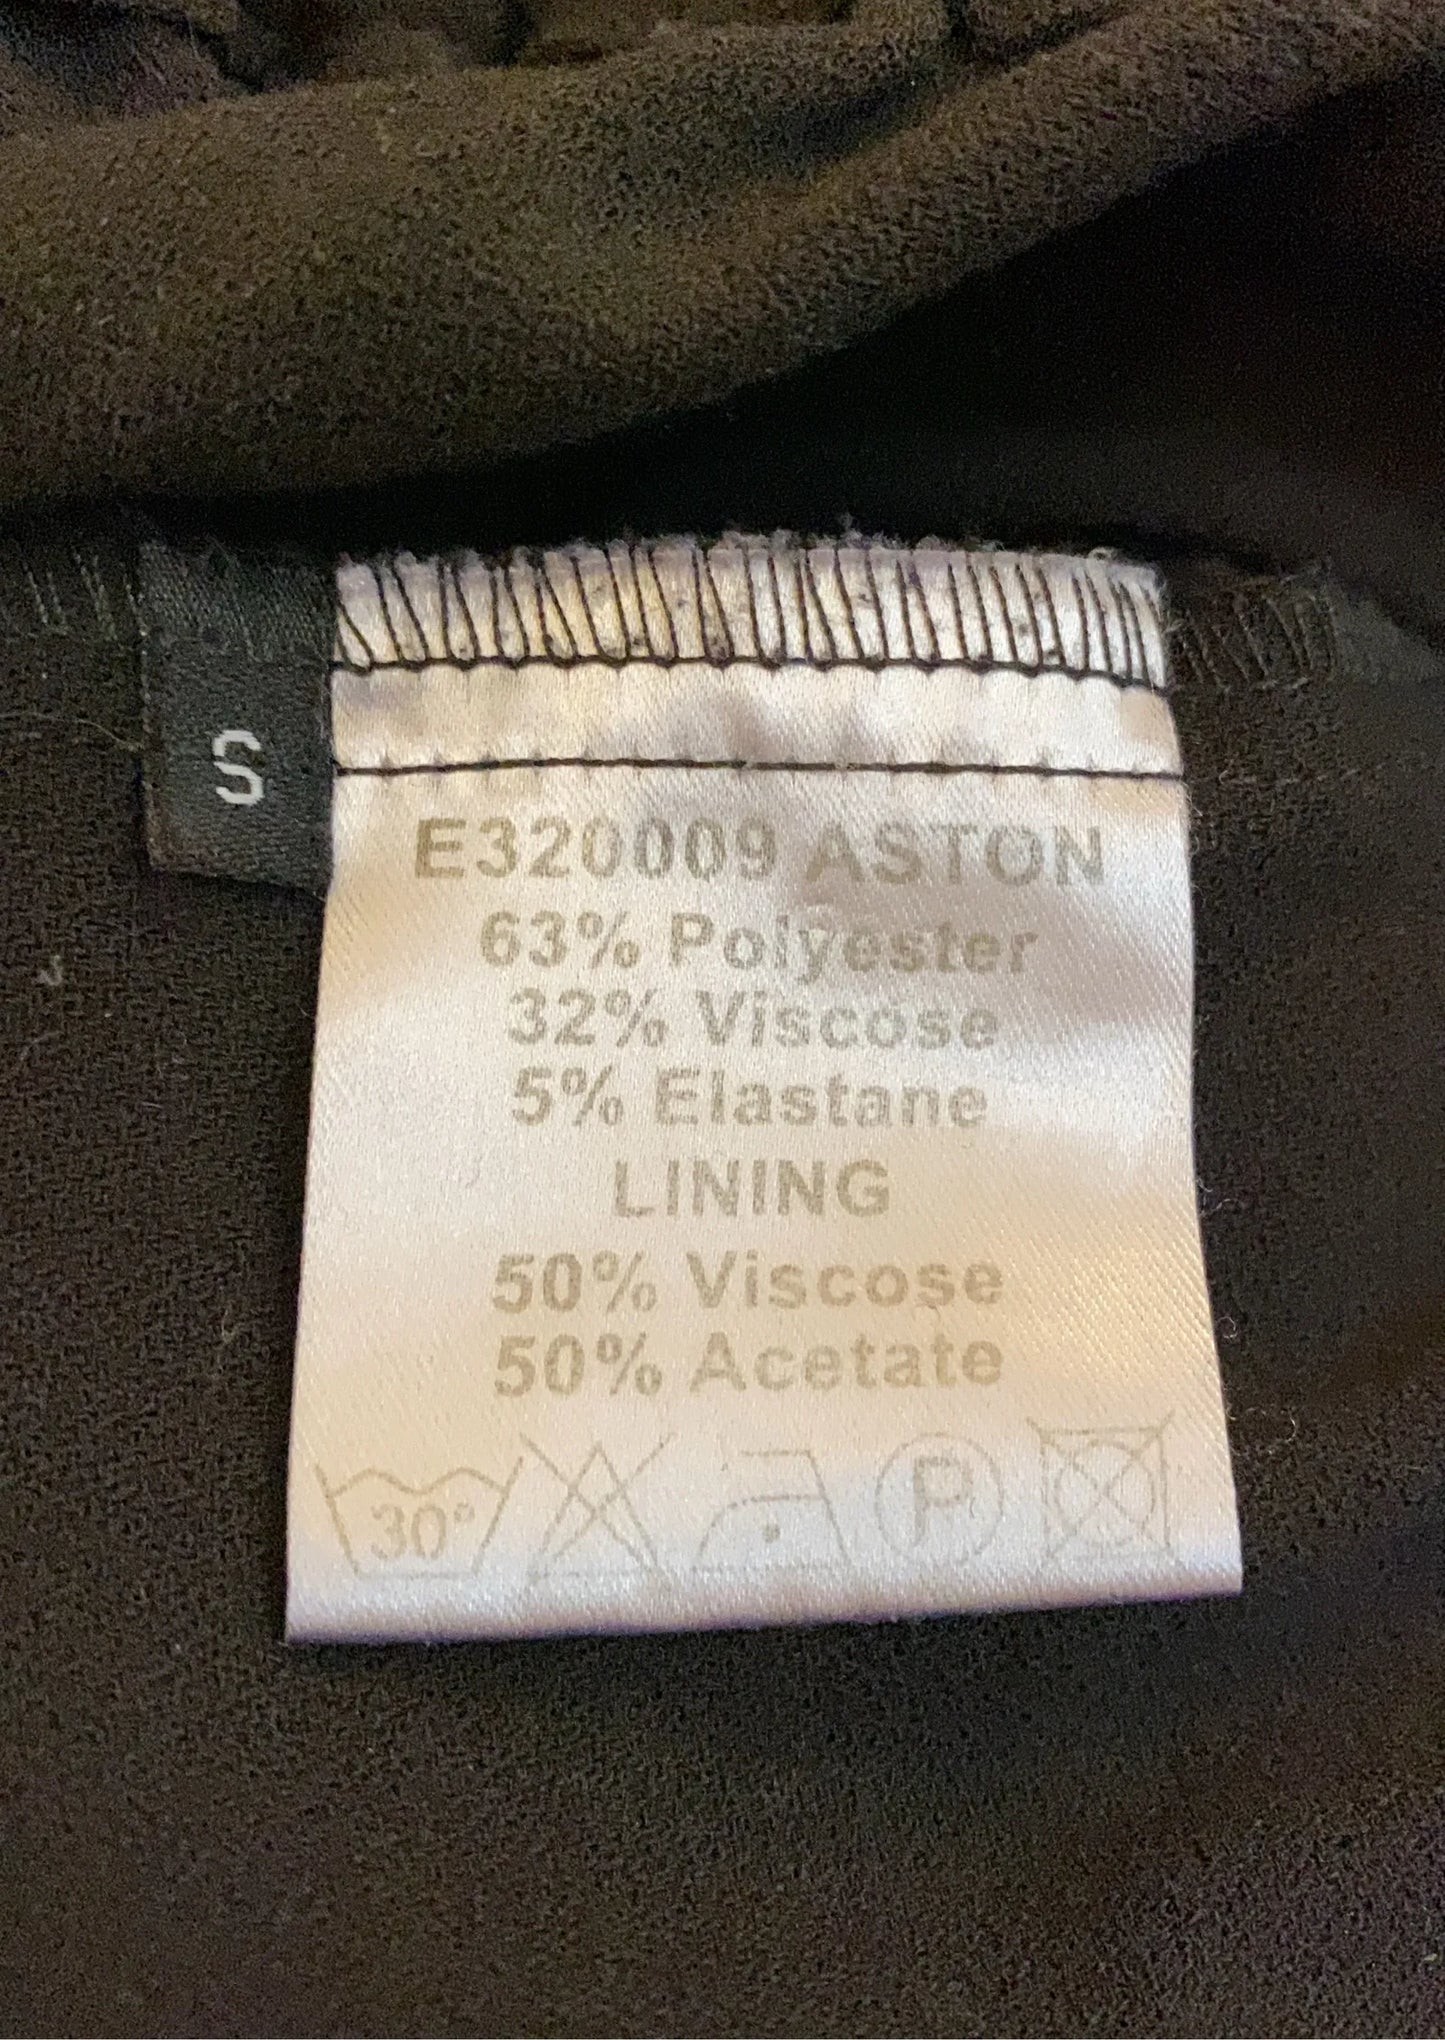 S
E320009 ASTON
63% Polyester
32% Viscose
5% Elastane
LINING
50% Viscose
50% Acetate
30° P